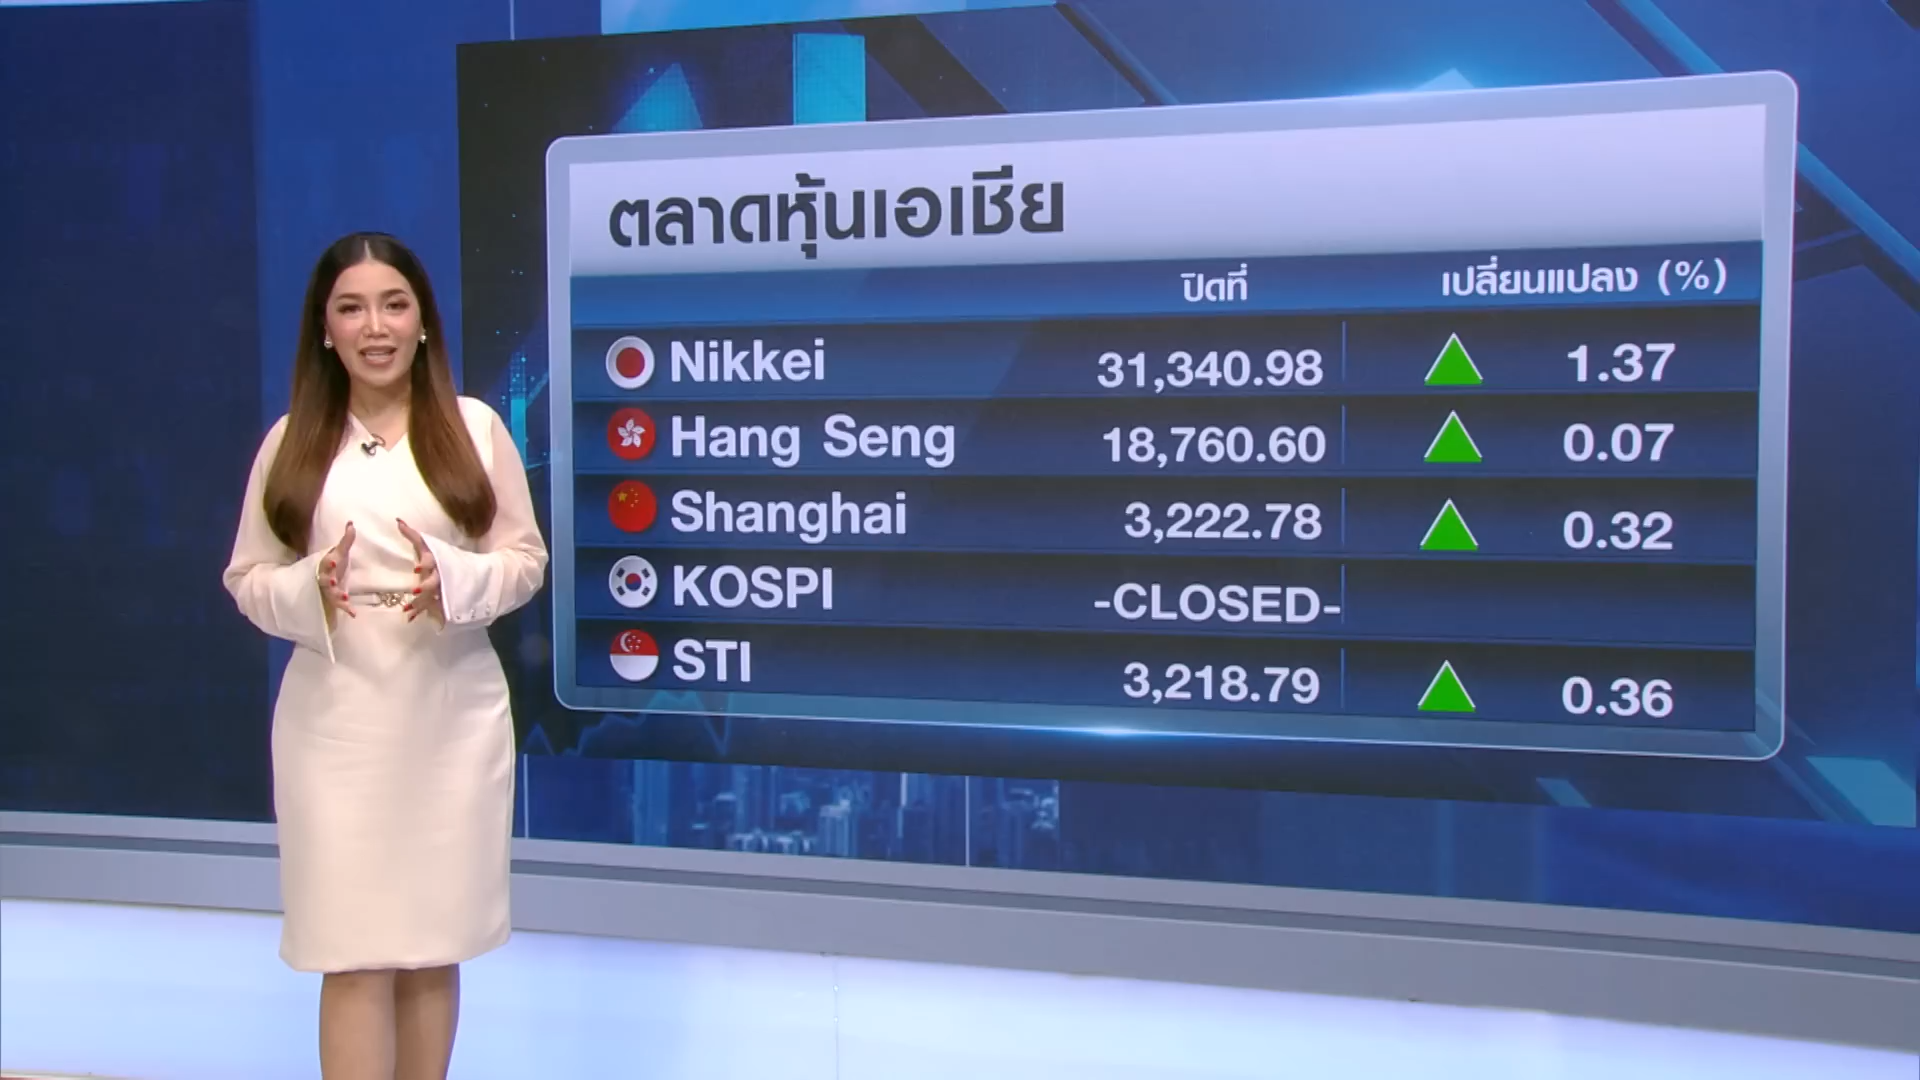 ตลาดหุ้นเอเชีย
ปิดที่ เปลี่ยนแปลง (%)
Nikkei 31,340.98 1.37
Hang Seng 18,760.60 0.07
Shanghai 3,222.78 0.32
KOSPI -CLOSED-
STI 3,218.79 0.36